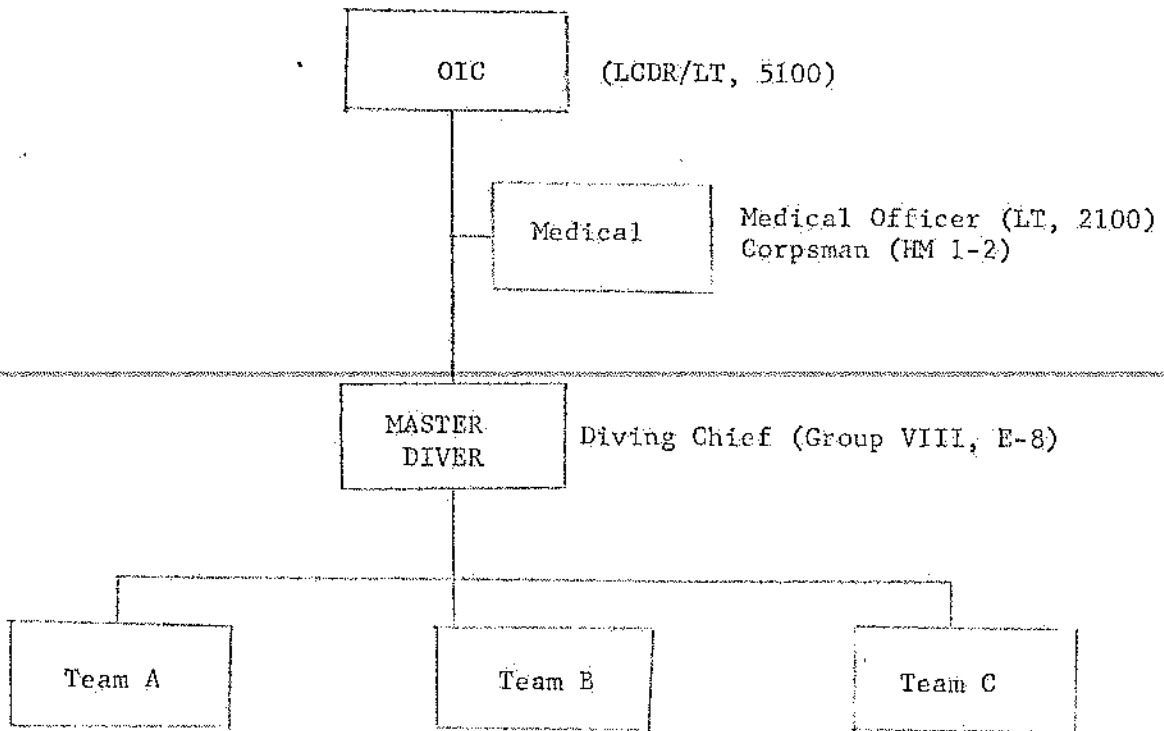 OIC (LCDR/LT, 5100)
Medical
Medical Officer (LT, 2100)
Corpsman (HM 1-2)
MASTER
DIVER
Diving Chief (Group VIII, E-8)
Team A
Team B
Team C